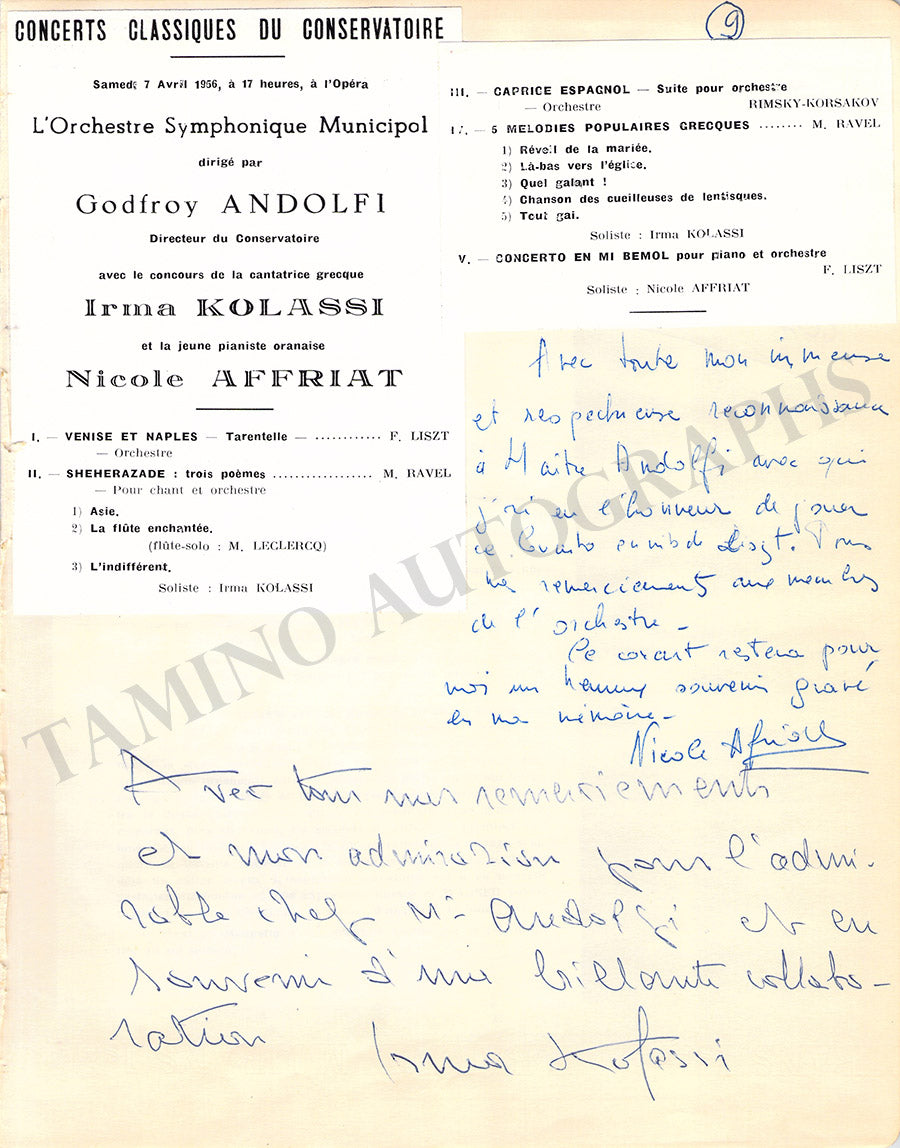 CONCERTS CLASSIQUES DU CONSERVATOIRE
Samedi 7 Avril 1956, à 17 heures, à l'Opéra
L'Orchestre Symphonique Municipal
dirigé par
Godfroy ANDOLFI
Directeur du Conservatoire
avec le concours de la cantatrice grecque
Irma KOLASSI
et la jeune pianiste oranaise
Nicole AFFRIAT
I. — VENISE ET NAPLES — Tarentelle — ............ F. LISZT
— Orchestre
II. — SHEHERAZADE : trois poèmes .................. M. RAVEL
— Pour chant et orchestre
1) Asie.
2) La flûte enchantée.
(flûte-solo : M. LECLERCQ)
3) L'indifférent.
Soliste : Irma KOLASSI
9
III. — CAPRICE ESPAGNOL — Suite pour orchestre
— Orchestre RIMSKY-KORSAKOV
IV. — 5 MELODIES POPULAIRES GRECQUES ........ M. RAVEL
1) Réveil de la mariée.
2) Là-bas vers l'église.
3) Quel galant !
4) Chanson des cueilleuses de lentisques.
5) Tout gai.
Soliste : Irma KOLASSI
V. — CONCERTO EN MI BEMOL pour piano et orchestre
F. LISZT
Soliste : Nicole AFFRIAT
Avec toute mon immense
et respectueuse reconnaissance
à Maître Andolfi avec qui
j'ai eu l'honneur de jouer
ce Liszt. Tous
mes remerciements aux membres
de l'orchestre —
Ce concert restera pour
moi un heureux souvenir gravé
en ma mémoire —
Nicole Affriat
Avec tous mes remerciements
et mon admiration pour l'admi-
rable chef Mr Andolfi et en
souvenir d'une brillante collabo-
ration
Irma Kolassi
TAMINO AUTOGRAPHS